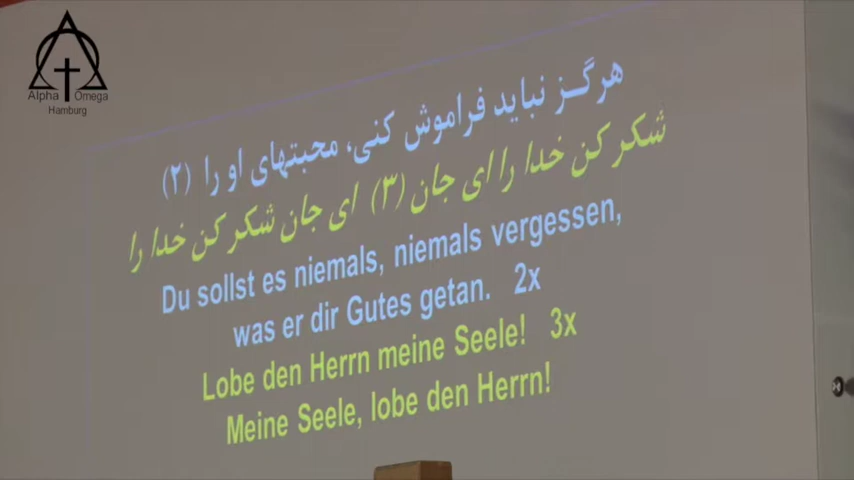 Alpha Omega
Hamburg
هرگـز نباید فراموش کنی، محبتهای او را (۲)
شکر کن خدا را ای جان (۳) ای جان شکر کن خدا را
Du sollst es niemals, niemals vergessen,
was er dir Gutes getan. 2x
Lobe den Herrn meine Seele! 3x
Meine Seele, lobe den Herrn!